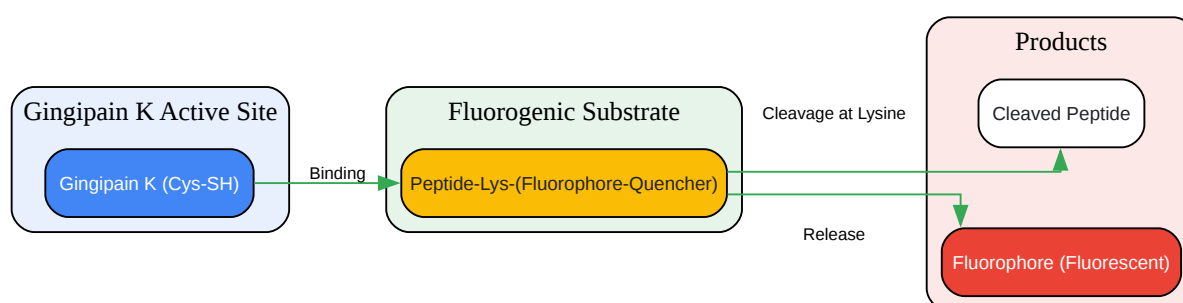 Gingipain K Active Site
Gingipain K (Cys-SH)
Binding
Fluorogenic Substrate
Peptide-Lys-(Fluorophore-Quencher)
Cleavage at Lysine
Release
Products
Cleaved Peptide
Fluorophore (Fluorescent)